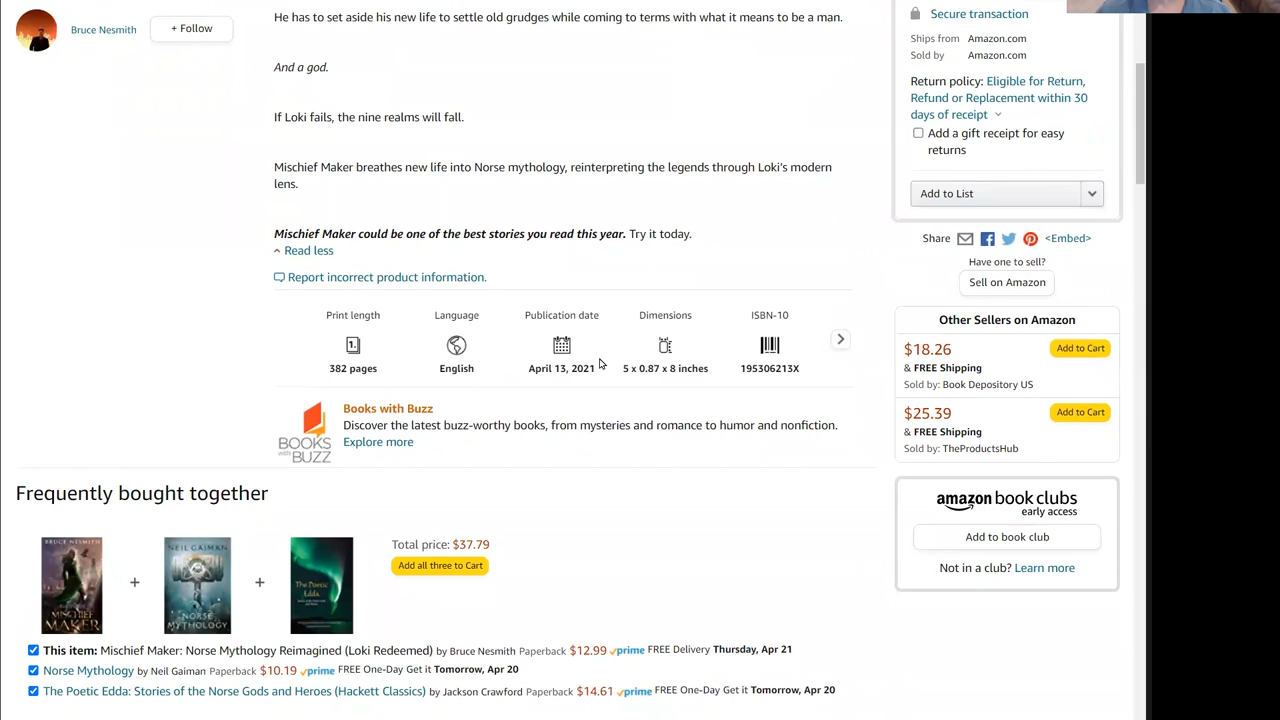 Bruce Nesmith
+ Follow
He has to set aside his new life to settle old grudges while coming to terms with what it means to be a man.
And a god.
If Loki fails, the nine realms will fall.
Mischief Maker breathes new life into Norse mythology, reinterpreting the legends through Loki's modern
lens.
Mischief Maker could be one of the best stories you read this year. Try it today.
Read less
Report incorrect product information.
Print length
Language
Publication date
Dimensions
ISBN-10
382 pages
English
April 13, 2021
5 x 0.87 x 8 inches
195306213X
BOOKS
with
BUZZ
Books with Buzz
Discover the latest buzz-worthy books, from mysteries and romance to humor and nonfiction.
Explore more
Secure transaction
Ships from Amazon.com
Sold by Amazon.com
Return policy: Eligible for Return,
Refund or Replacement within 30
days of receipt
Add a gift receipt for easy
returns
Add to List
Share <Embed>
Have one to sell?
Sell on Amazon
Other Sellers on Amazon
$18.26 Add to Cart
& FREE Shipping
Sold by: Book Depository US
$25.39 Add to Cart
& FREE Shipping
Sold by: TheProductsHub
amazon book clubs
early access
Add to book club
Not in a club? Learn more
Frequently bought together
BRUCE NESMITH
MISCHIEF
MAKER
+
NEIL GAIMAN
NORSE
MYTHOLOGY
+
The Poetic
Edda
Total price: $37.79
Add all three to Cart
This item: Mischief Maker: Norse Mythology Reimagined (Loki Redeemed) by Bruce Nesmith Paperback $12.99 prime FREE Delivery Thursday, Apr 21
Norse Mythology by Neil Gaiman Paperback $10.19 prime FREE One-Day Get it Tomorrow, Apr 20
The Poetic Edda: Stories of the Norse Gods and Heroes (Hackett Classics) by Jackson Crawford Paperback $14.61 prime FREE One-Day Get it Tomorrow, Apr 20